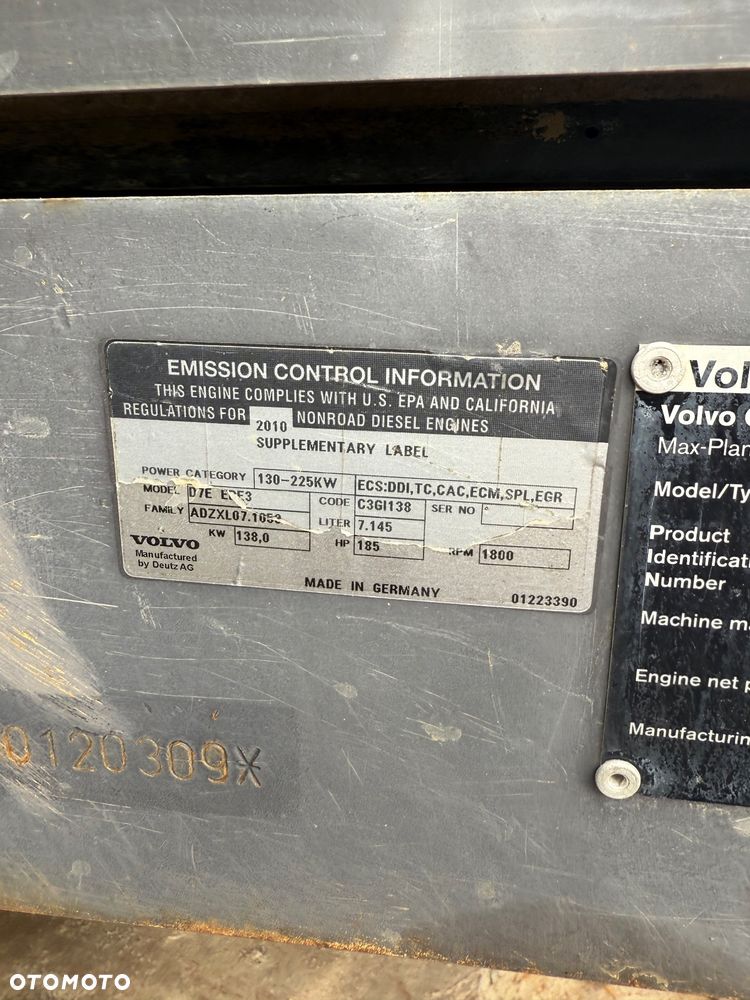 EMISSION CONTROL INFORMATION
THIS ENGINE COMPLIES WITH U.S. EPA AND CALIFORNIA
REGULATIONS FOR 2010 NONROAD DIESEL ENGINES
SUPPLEMENTARY LABEL
POWER CATEGORY 130-225KW ECS:DDI,TC,CAC,ECM,SPL,EGR
MODEL D7E CODE C3GI138 SER NO
FAMILY LITER 7.145
KW 138,0 HP 185 RPM 1800
VOLVO
Manufactured
by Deutz AG
MADE IN GERMANY 01223390
0120309X
Vol
Volvo
Max-Plan
Model/Ty
Product
Identificati
Number
Machine ma
Engine net p
Manufacturin
OTOMOTO